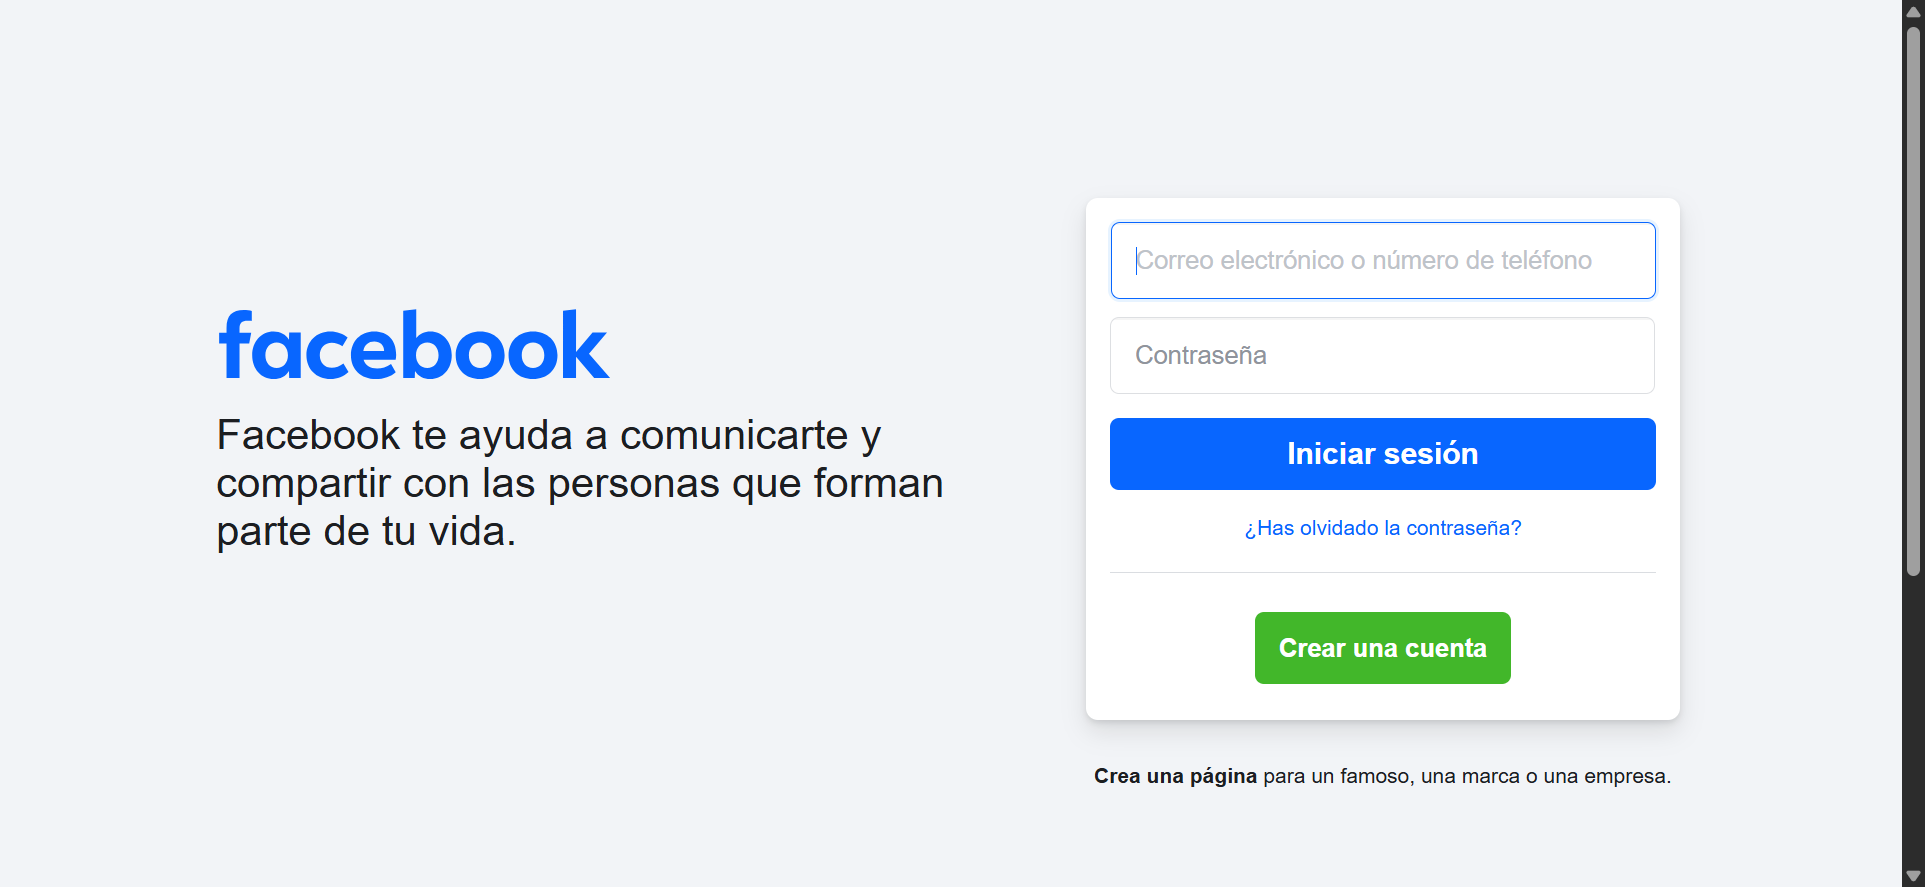 facebook
Facebook te ayuda a comunicarte y
compartir con las personas que forman
parte de tu vida.
Correo electrónico o número de teléfono
Contraseña
Iniciar sesión
¿Has olvidado la contraseña?
Crear una cuenta
Crea una página para un famoso, una marca o una empresa.